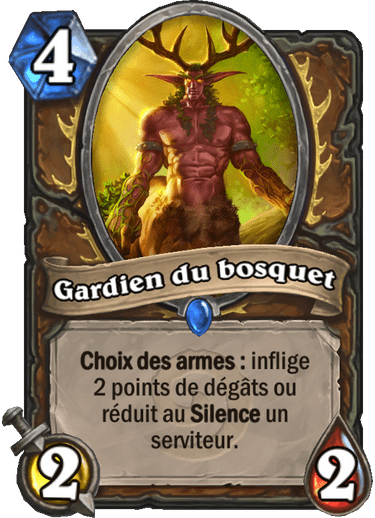 4
Gardien du bosquet
Choix des armes : inflige
2 points de dégâts ou
réduit au Silence un
serviteur.
2
2